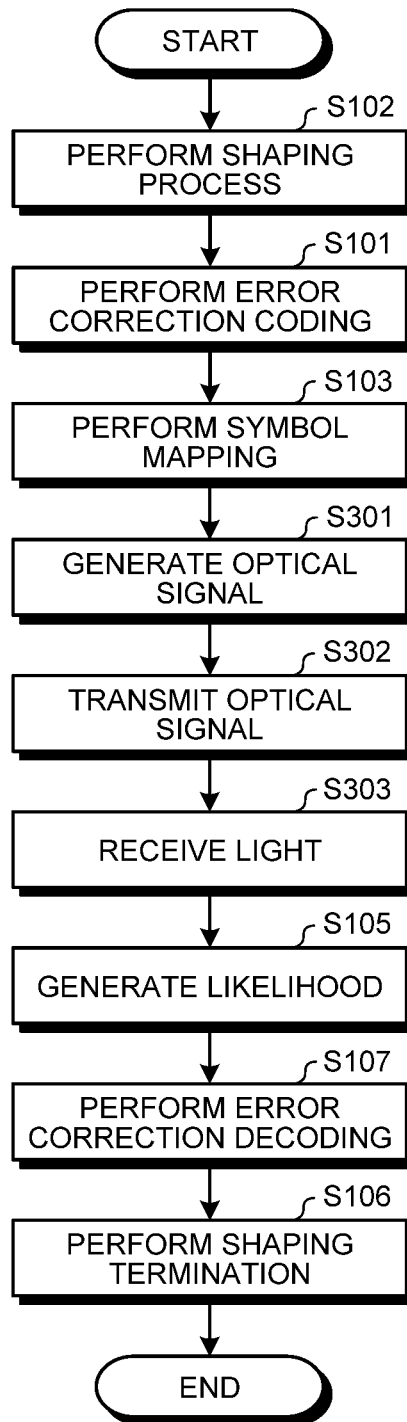 START
S102
PERFORM SHAPING
PROCESS
S101
PERFORM ERROR
CORRECTION CODING
S103
PERFORM SYMBOL
MAPPING
S301
GENERATE OPTICAL
SIGNAL
S302
TRANSMIT OPTICAL
SIGNAL
S303
RECEIVE LIGHT
S105
GENERATE LIKELIHOOD
S107
PERFORM ERROR
CORRECTION DECODING
S106
PERFORM SHAPING
TERMINATION
END